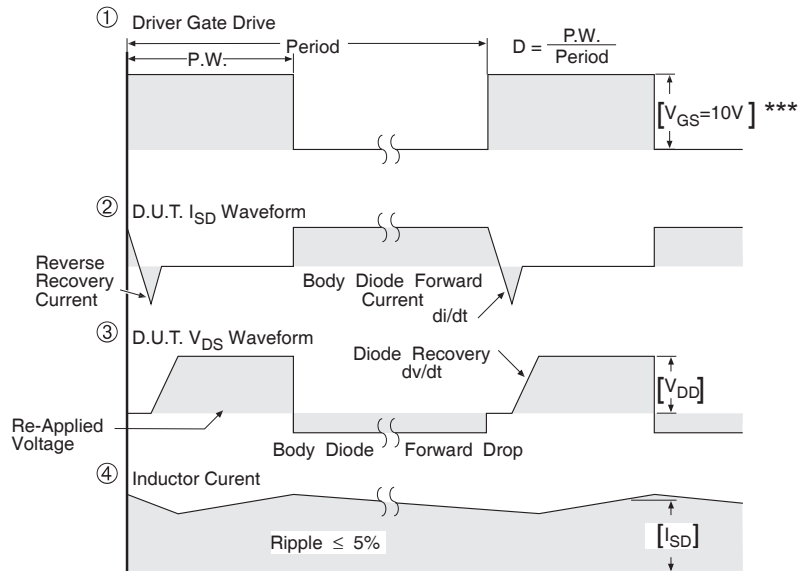 ① Driver Gate Drive
Period
P.W.
D = P.W. / Period
[V_GS=10V] ***
② D.U.T. I_SD Waveform
Reverse
Recovery
Current
Body Diode Forward
Current
di/dt
③ D.U.T. V_DS Waveform
Diode Recovery
dv/dt
[V_DD]
Re-Applied
Voltage
Body Diode Forward Drop
④ Inductor Curent
Ripple ≤ 5%
[I_SD]